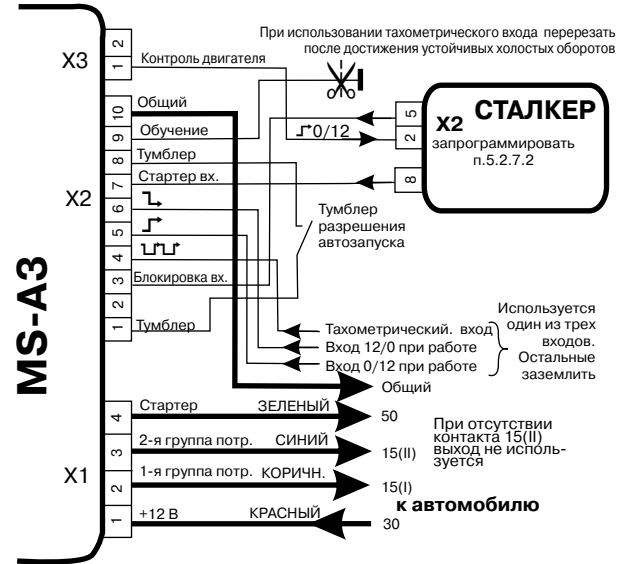 При использовании тахометрического входа перерезать
после достижения устойчивых холостых оборотов
X3
2
1
Контроль двигателя
X2
10
Общий
9
Обучение
8
Тумблер
7
Стартер вх.
6
5
4
3
Блокировка вх.
2
1
Тумблер
0/12
5
2
8
X2
СТАЛКЕР
запрограммировать
п.5.2.7.2
Тумблер
разрешения
автозапуска
MS-A3
Тахометрический. вход
Вход 12/0 при работе
Вход 0/12 при работе
Общий
Используется
один из трех
входов.
Остальные
заземлить
X1
4
Стартер
ЗЕЛЕНЫЙ
50
3
2-я группа потр.
СИНИЙ
15(II)
2
1-я группа потр.
КОРИЧН.
15(I)
1
+12 В
КРАСНЫЙ
30
При отсутствии
контакта 15(II)
выход не исполь-
зуется
к автомобилю